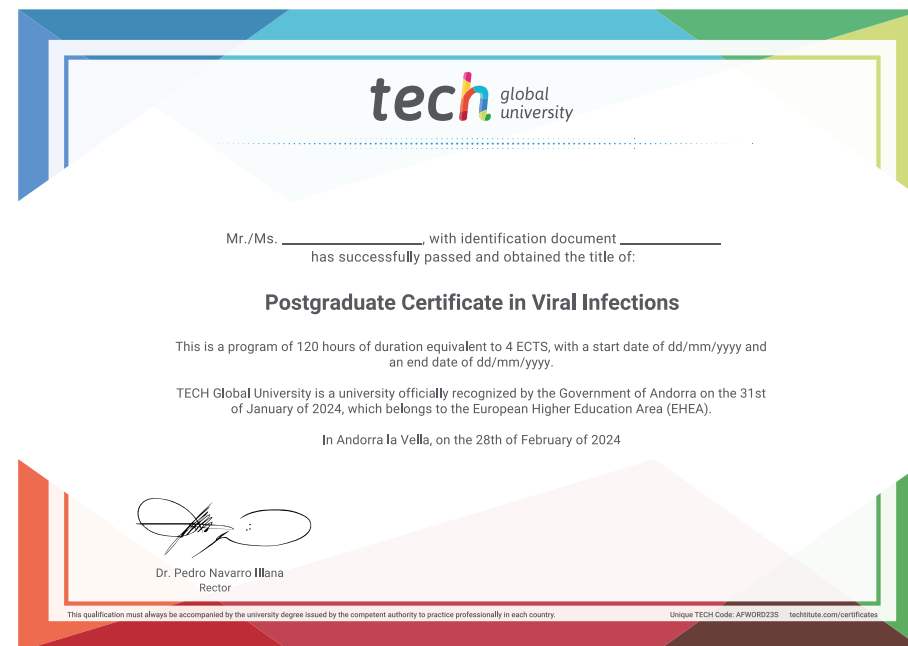 tech global
university
Mr./Ms. ____________________, with identification document ______________
has successfully passed and obtained the title of:
Postgraduate Certificate in Viral Infections
This is a program of 120 hours of duration equivalent to 4 ECTS, with a start date of dd/mm/yyyy and
an end date of dd/mm/yyyy.
TECH Global University is a university officially recognized by the Government of Andorra on the 31st
of January of 2024, which belongs to the European Higher Education Area (EHEA).
In Andorra la Vella, on the 28th of February of 2024
Dr. Pedro Navarro Illana
Rector
This qualification must always be accompanied by the university degree issued by the competent authority to practice professionally in each country. Unique TECH Code: AFWORD23S techtitute.com/certificates